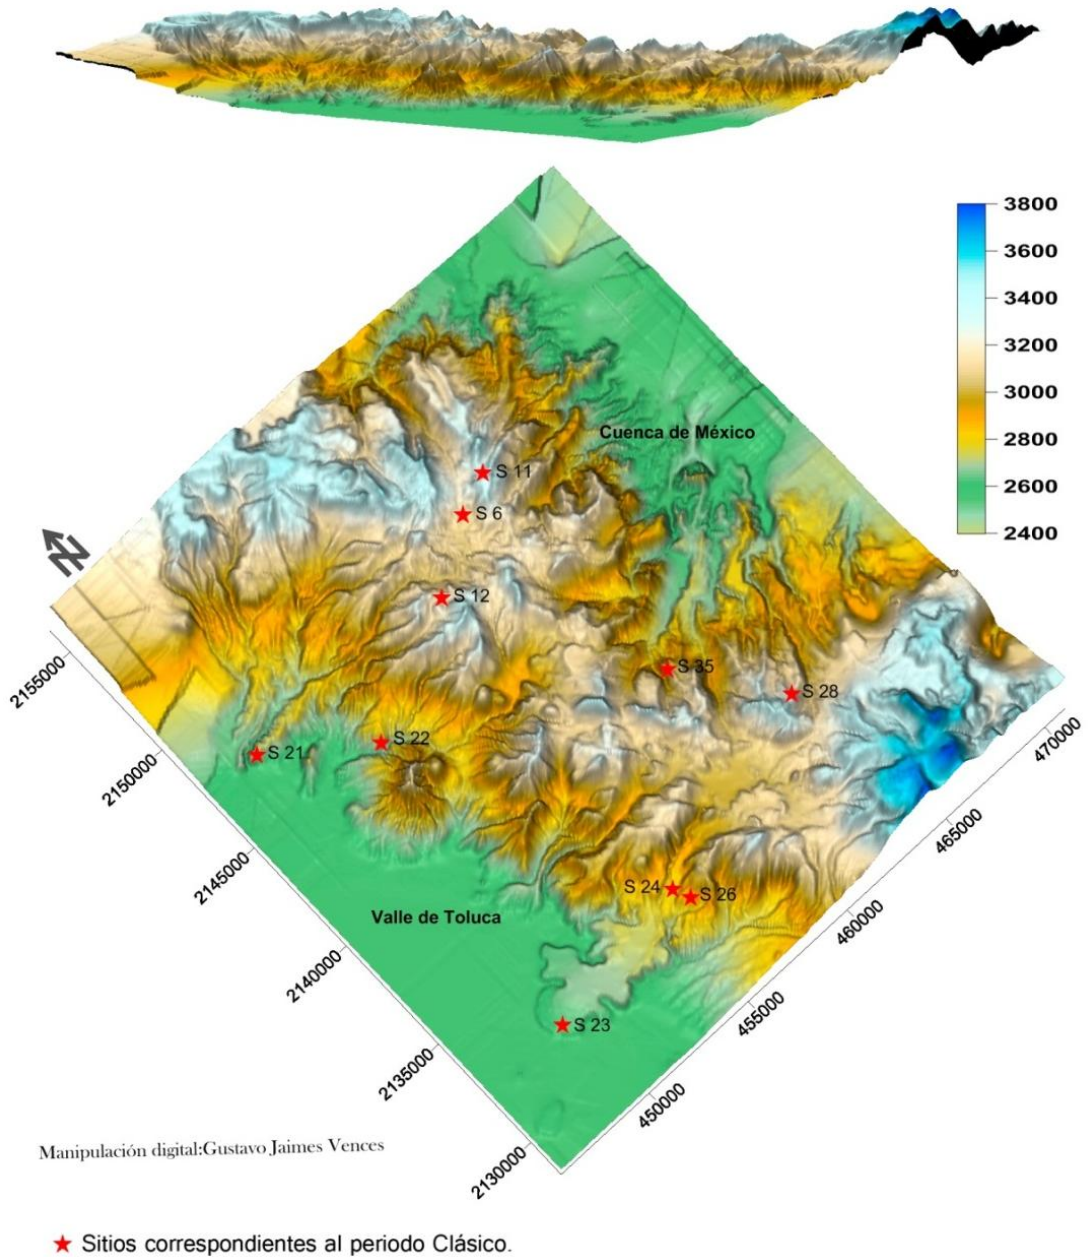 3800
3600
3400
3200
3000
2800
2600
2400
Cuenca de México
S 11
S 6
N
S 12
S 35
S 28
S 22
S 21
S 24
S 26
Valle de Toluca
S 23
2155000
2150000
2145000
2140000
2135000
2130000
450000
455000
460000
465000
470000
Manipulación digital:Gustavo Jaimes Vences
★ Sitios correspondientes al periodo Clásico.